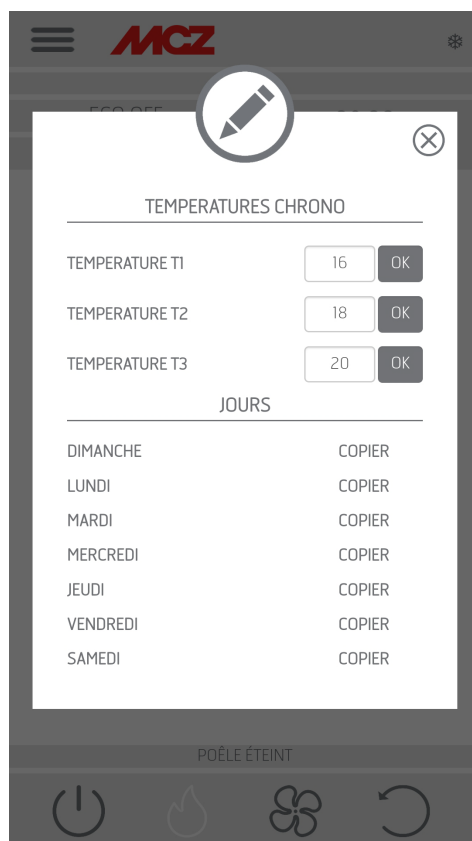 MCZ
TEMPERATURES CHRONO
TEMPERATURE T1 16 OK
TEMPERATURE T2 18 OK
TEMPERATURE T3 20 OK
JOURS
DIMANCHE COPIER
LUNDI COPIER
MARDI COPIER
MERCREDI COPIER
JEUDI COPIER
VENDREDI COPIER
SAMEDI COPIER
POÊLE ÉTEINT